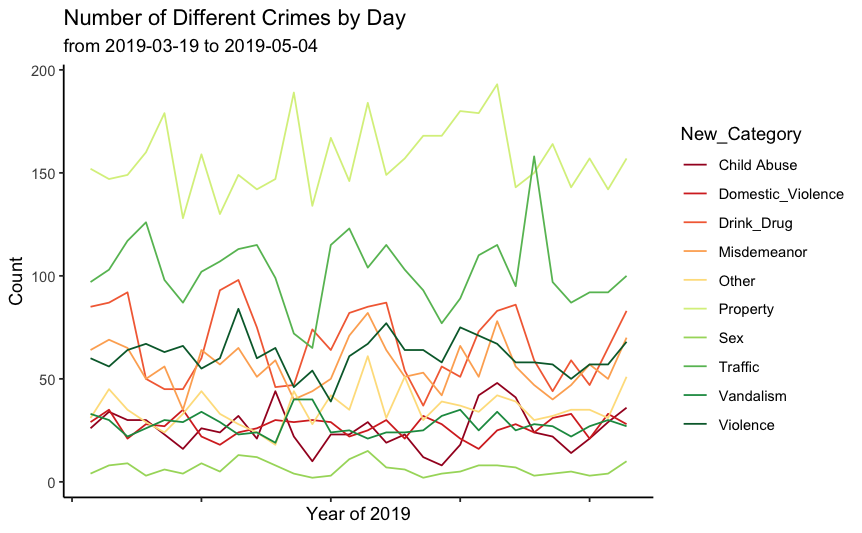 Number of Different Crimes by Day
from 2019-03-19 to 2019-05-04
200
150
100
50
0
Count
Year of 2019
New_Category
Child Abuse
Domestic_Violence
Drink_Drug
Misdemeanor
Other
Property
Sex
Traffic
Vandalism
Violence